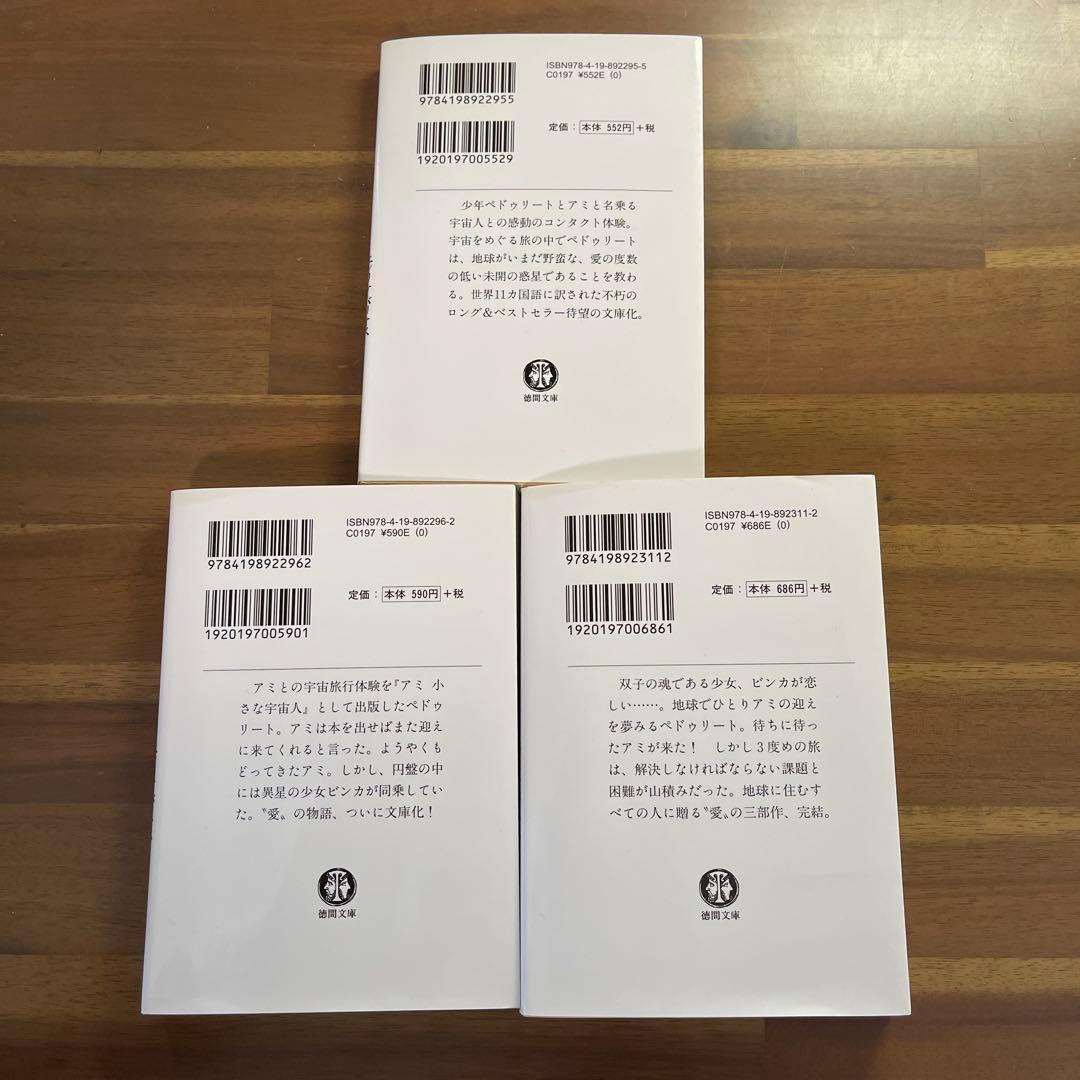 ISBN978-4-19-892295-5
C0197 ¥552E (0)
9784198922955
定価：本体 552円＋税
1920197005529
少年ペドゥリートとアミと名乗る
宇宙人との感動のコンタクト体験。
宇宙をめぐる旅の中でペドゥリート
は、地球がいまだ野蛮な、愛の度数
の低い未開の惑星であることを教わ
る。世界11カ国語に訳された不朽の
ロング＆ベストセラー待望の文庫化。
徳間文庫
ISBN978-4-19-892296-2
C0197 ¥590E (0)
9784198922962
定価：本体 590円＋税
1920197005901
アミとの宇宙旅行体験を『アミ 小
さな宇宙人』として出版したペドゥ
リート。アミは本を出せばまた迎え
に来てくれると言った。ようやくも
どってきたアミ。しかし、円盤の中
には異星の少女ビンカが同乗してい
た。〝愛〟の物語、ついに文庫化！
徳間文庫
ISBN978-4-19-892311-2
C0197 ¥686E (0)
9784198923112
定価：本体 686円＋税
1920197006861
双子の魂である少女、ビンカが恋
しい……。地球でひとりアミの迎え
を夢みるペドゥリート。待ちに待っ
たアミが来た！ しかし３度めの旅
は、解決しなければならない課題と
困難が山積みだった。地球に住むす
べての人に贈る〝愛〟の三部作、完結。
徳間文庫